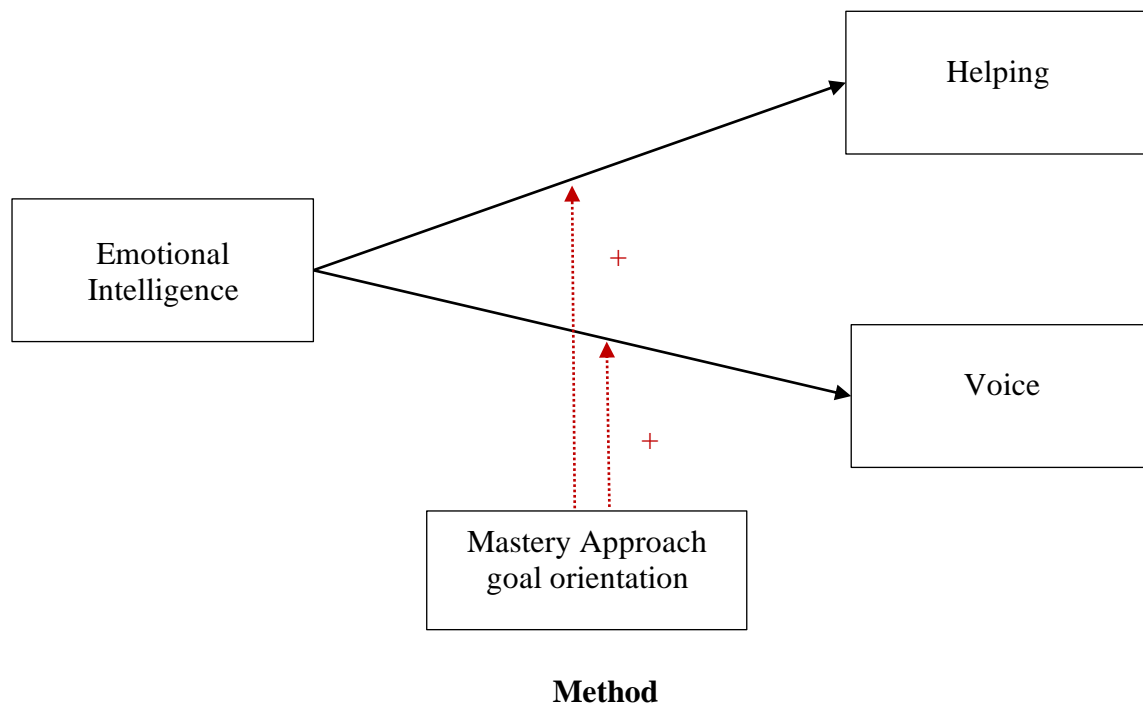 Helping
Emotional
Intelligence
+
Voice
+
Mastery Approach
goal orientation
Method